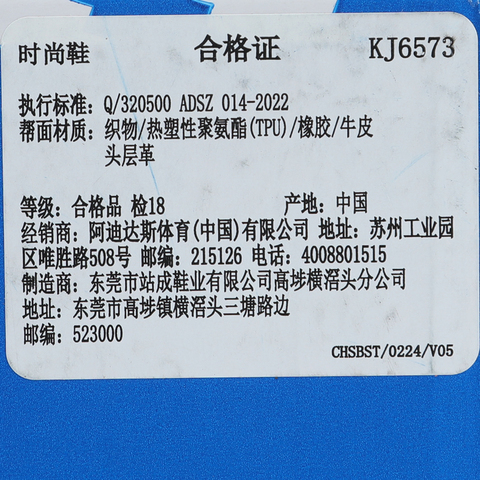 时尚鞋 合格证 KJ6573
执行标准：Q/320500 ADSZ 014-2022
帮面材质：织物/热塑性聚氨酯(TPU)/橡胶/牛皮
头层革
等级：合格品 检18 产地：中国
经销商：阿迪达斯体育(中国)有限公司 地址：苏州工业园
区唯胜路508号 邮编：215126 电话：4008801515
制造商：东莞市站成鞋业有限公司高埗横滘头分公司
地址：东莞市高埗镇横滘头三塘路边
邮编：523000
CHSBST/0224/V05